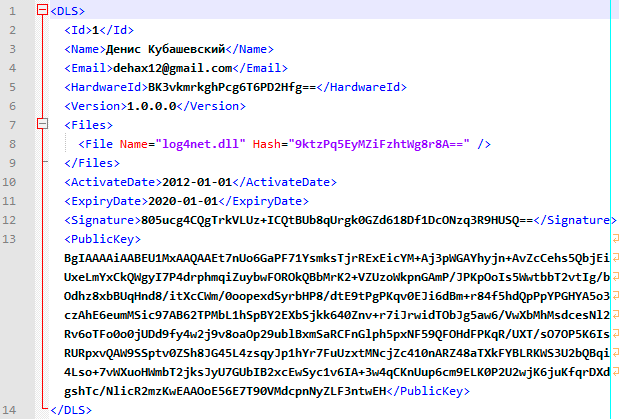 1 <DLS>
2 <Id>1</Id>
3 <Name>Денис Кубашевский</Name>
4 <Email>dehax12@gmail.com</Email>
5 <HardwareId>BK3vkmrkghPcg6T6PD2Hfg==</HardwareId>
6 <Version>1.0.0.0</Version>
7 <Files>
8 <File Name="log4net.dll" Hash="9ktzPq5EyMZiFzhtWg8r8A==" />
9 </Files>
10 <ActivateDate>2012-01-01</ActivateDate>
11 <ExpiryDate>2020-01-01</ExpiryDate>
12 <Signature>805ucg4CQgTrkVLUz+ICQtBUb8qUrgk0GZd618Df1DcONzq3R9HUSQ==</Signature>
13 <PublicKey>
BgIAAAAiAABEU1MxAAQAAEt7nUo6GaPF71YsmksTjrRExEicYM+Aj3pWGAYhyjn+AvZcCehs5QbjEi
UxeLmYxCkQWgyI7P4drphmqiZuybwFOROkQBbMrK2+VZUzoWkpnGAmP/JPKpOoIs5WwtbbT2vtIg/b
Odhz8xbBUqHnd8/itXcCWm/0oopexdSyrbHP8/dtE9tPgPKqv0EJi6dBm+r84f5hdQpPpYPGHYA5o3
czAhE6eumMSic97AB62TPMbL1hSpBY2EXbSjkk640Znv+r7iJrwidTObJg5aw6/VwXbMhMsdcesNl2
Rv6oTFo0o0jUDd9fy4w2j9v8oaOp29ublBxmSaRCFnGlph5pxNF59QFOHdFPKqR/UXT/sO7OP5K6Is
RURpxvQAW9SSptv0ZSh8JG45L4zsqyJp1hYr7FuUzxtMNcjZc410nARZ48aTXkFYBLRKWS3U2bQBqi
4Lso+7vWXuoHWmbT2jksJyU7GUbIB2xcEwSyc1v6IA+3w4qCKnUup6cm9ELK0P2U2wjK6juKfqrDXd
gshTc/NlicR2mzKwEAAOoE56E7T90VMdcpnNyZLF3ntwEH</PublicKey>
14 </DLS>